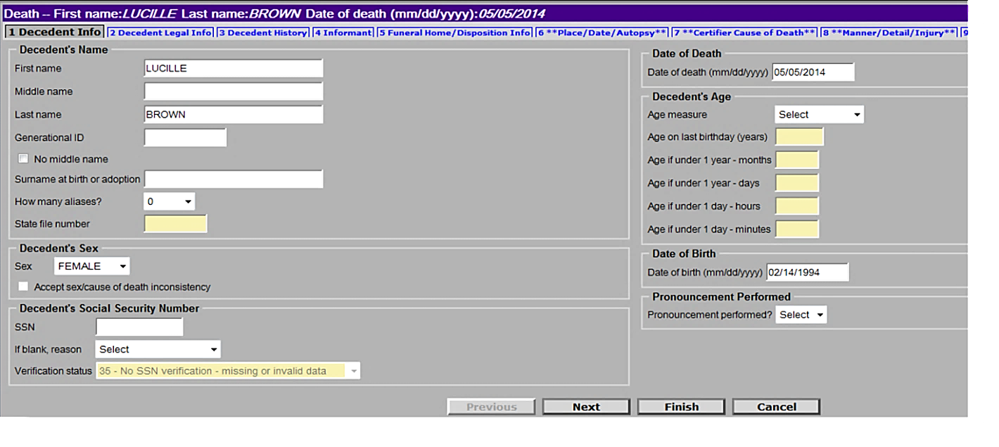 Death -- First name:LUCILLE Last name:BROWN Date of death (mm/dd/yyyy):05/05/2014
1 Decedent Info 2 Decedent Legal Info 3 Decedent History 4 Informant 5 Funeral Home/Disposition Info 6 **Place/Date/Autopsy** 7 **Certifier Cause of Death** 8 **Manner/Detail/Injury** 9
Decedent's Name
First name LUCILLE
Middle name
Last name BROWN
Generational ID
No middle name
Surname at birth or adoption
How many aliases? 0
State file number
Decedent's Sex
Sex FEMALE
Accept sex/cause of death inconsistency
Decedent's Social Security Number
SSN
If blank, reason Select
Verification status 35 - No SSN verification - missing or invalid data
Date of Death
Date of death (mm/dd/yyyy) 05/05/2014
Decedent's Age
Age measure Select
Age on last birthday (years)
Age if under 1 year - months
Age if under 1 year - days
Age if under 1 day - hours
Age if under 1 day - minutes
Date of Birth
Date of birth (mm/dd/yyyy) 02/14/1994
Pronouncement Performed
Pronouncement performed? Select
Previous Next Finish Cancel